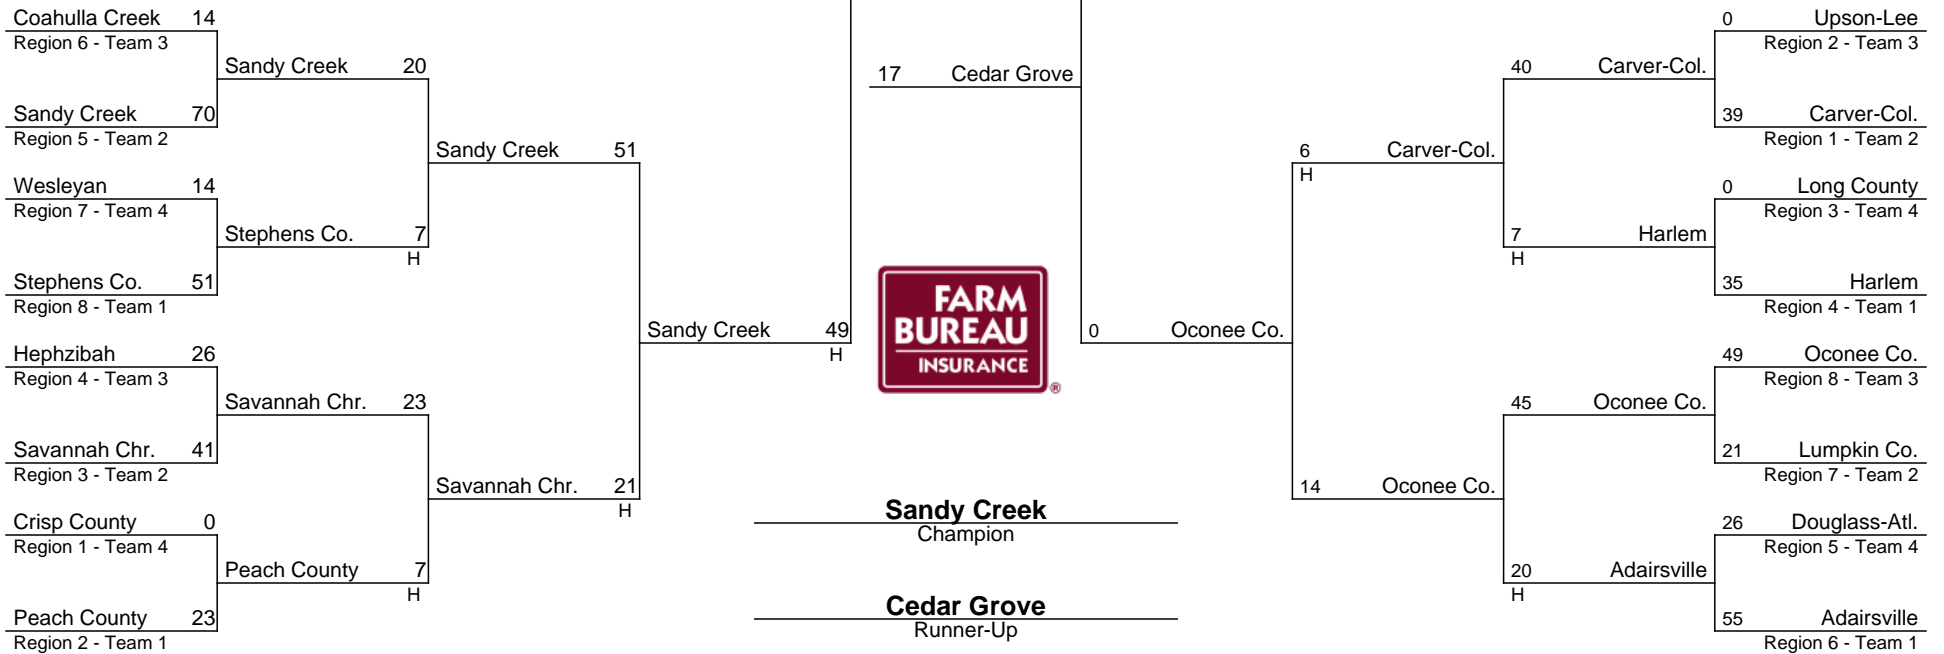 Coahulla Creek 14
Region 6 - Team 3
Sandy Creek 20
Sandy Creek 70
Region 5 - Team 2
Sandy Creek 51
Wesleyan 14
Region 7 - Team 4
Stephens Co. 7
H
Stephens Co. 51
Region 8 - Team 1
Sandy Creek 49
H
Hephzibah 26
Region 4 - Team 3
Savannah Chr. 23
Savannah Chr. 41
Region 3 - Team 2
Savannah Chr. 21
H
Crisp County 0
Region 1 - Team 4
Peach County 7
H
Peach County 23
Region 2 - Team 1
17 Cedar Grove
FARM
BUREAU
INSURANCE
®
Sandy Creek
Champion
Cedar Grove
Runner-Up
0 Upson-Lee
Region 2 - Team 3
40 Carver-Col.
39 Carver-Col.
Region 1 - Team 2
6 Carver-Col.
H
0 Long County
Region 3 - Team 4
7 Harlem
H
35 Harlem
Region 4 - Team 1
0 Oconee Co.
49 Oconee Co.
Region 8 - Team 3
45 Oconee Co.
21 Lumpkin Co.
Region 7 - Team 2
14 Oconee Co.
26 Douglass-Atl.
Region 5 - Team 4
20 Adairsville
H
55 Adairsville
Region 6 - Team 1